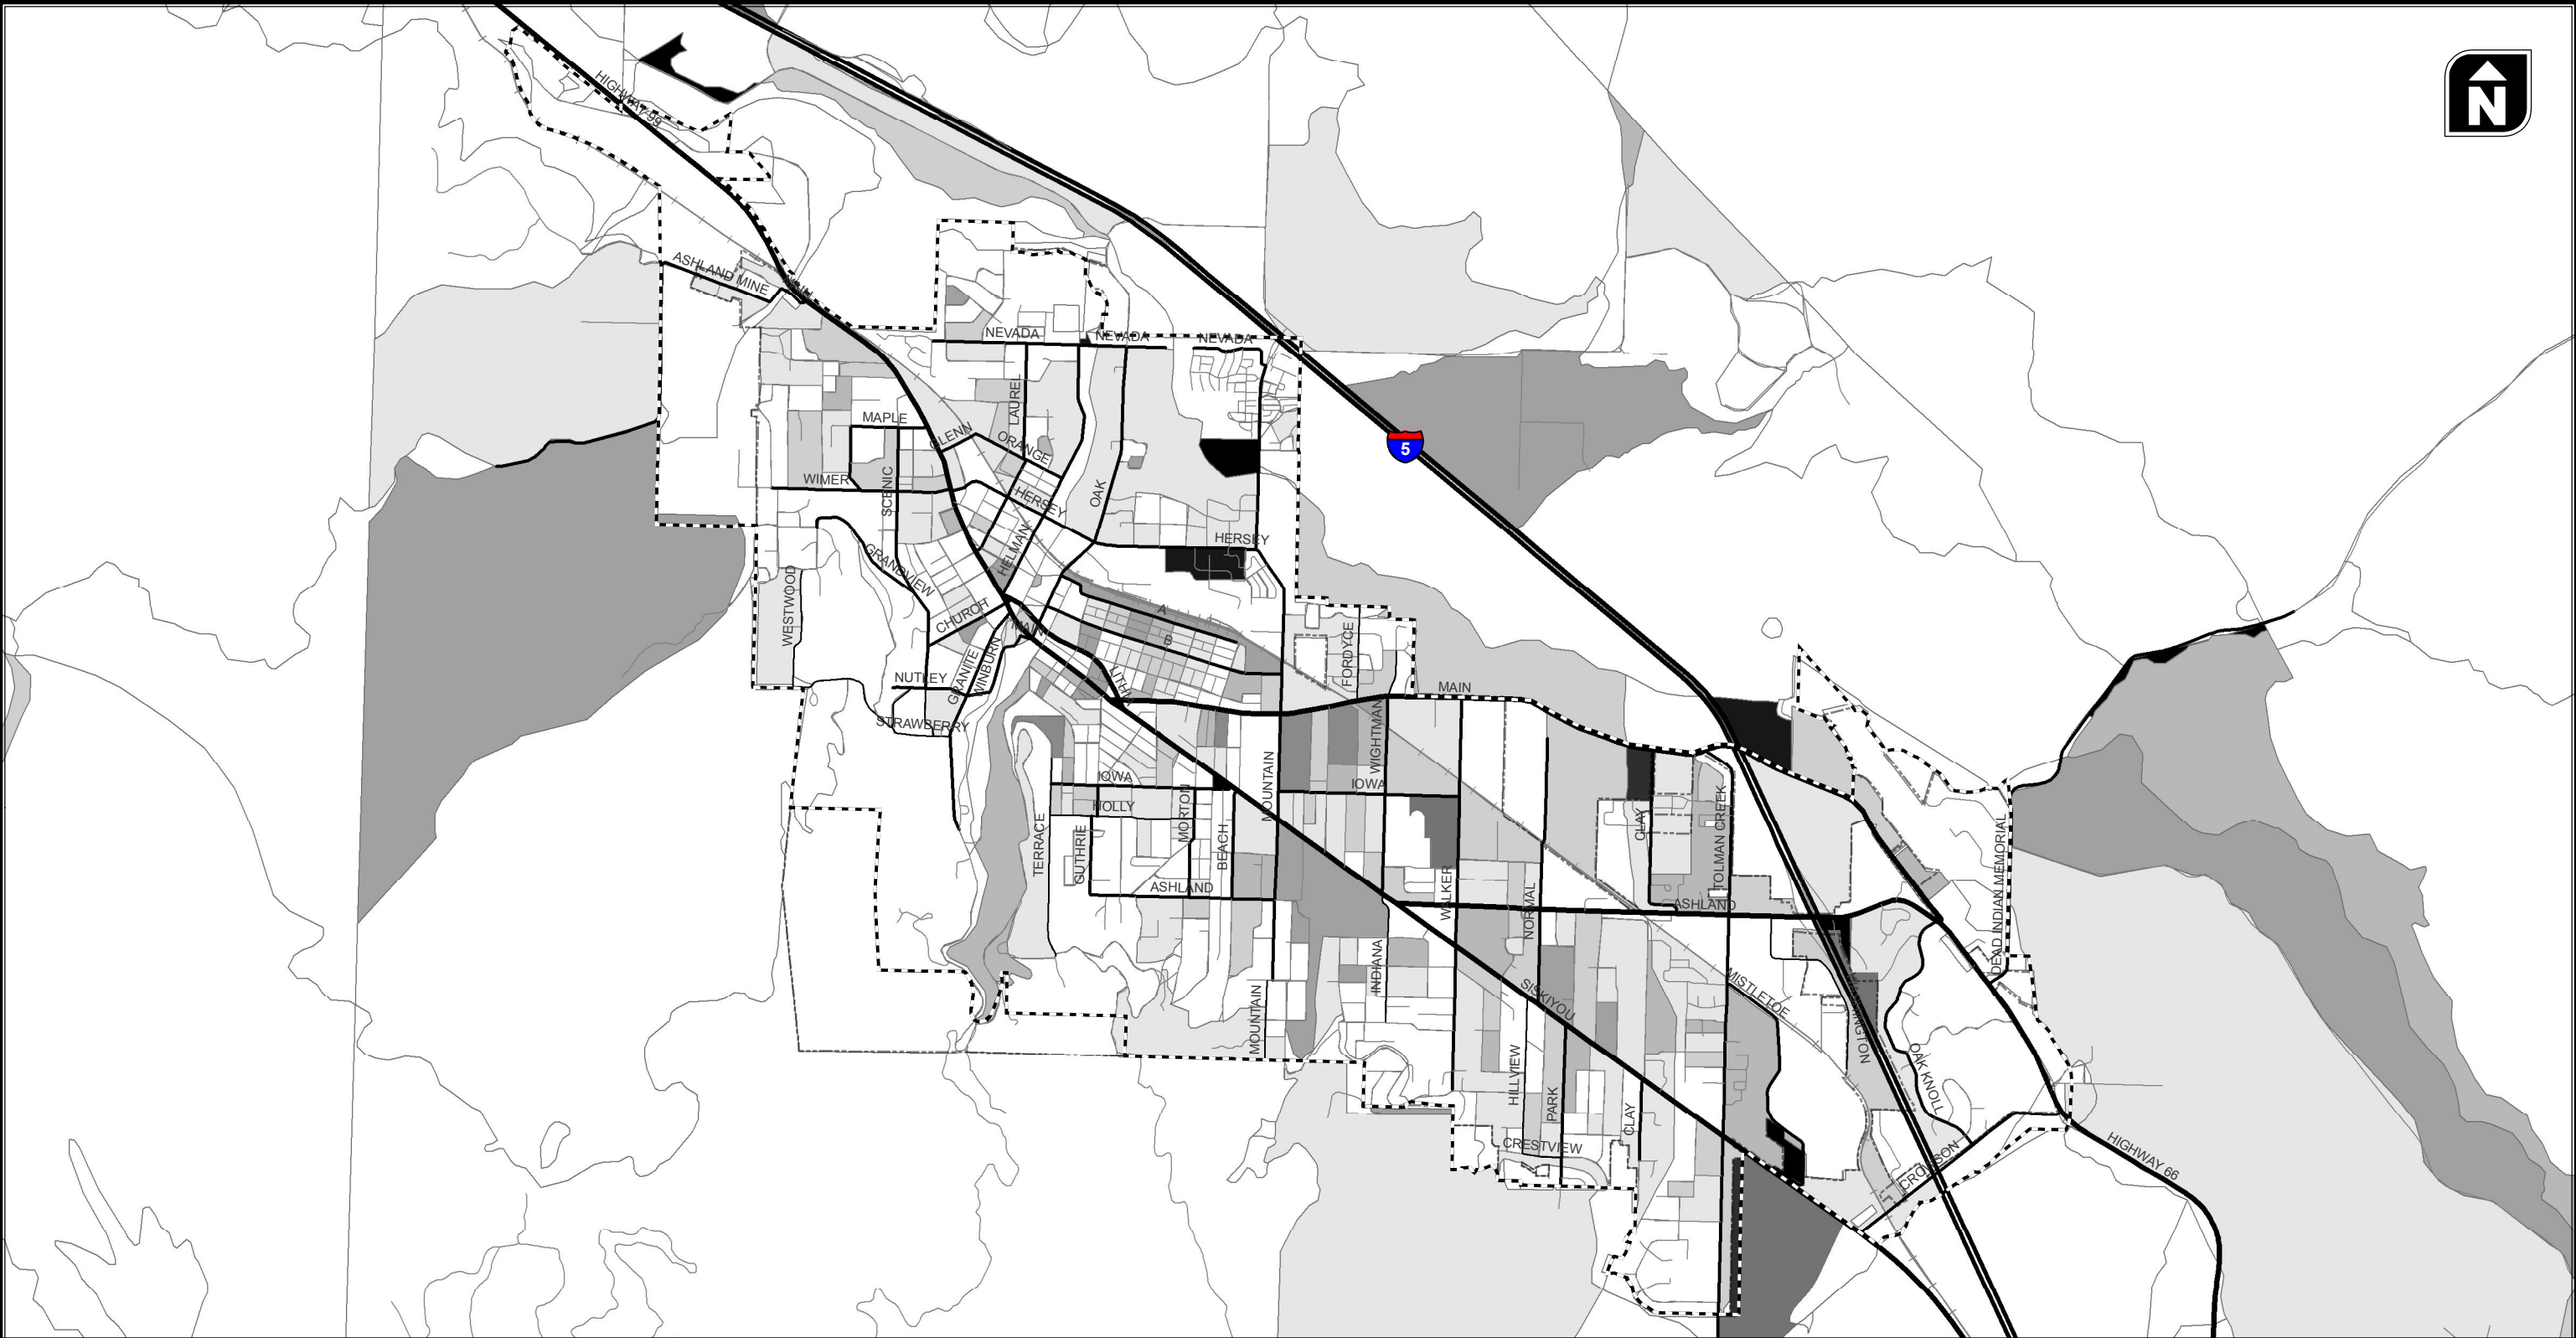 N
HIGHWAY 99
ASHLAND MINE
MAIN
NEVADA
NEVADA
NEVADA
LAUREL
MAPLE
GLENN
ORANGE
5
WIMER
SCENIC
HERSEY
OAK
HELMAN
HERSEY
GRANDVIEW
WESTWOOD
CHURCH
MAIN
A
B
FORDYCE
GRANITE
WINBURN
NUTLEY
LITHIA
MAIN
STRAWBERRY
WIGHTMAN
MOUNTAIN
IOWA
IOWA
HOLLY
MORTON
TERRACE
GUTHRIE
BEACH
CLAY
TOLMAN CREEK
DEAD INDIAN MEMORIAL
ASHLAND
WALKER
NORMAL
ASHLAND
INDIANA
MOUNTAIN
SISKIYOU
MISTLETOE
OAK KNOLL
HILLVIEW
PARK
CLAY
CRESTVIEW
CROWSON
HIGHWAY 66